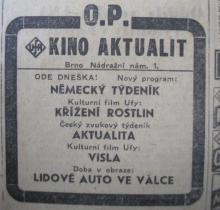 O.P.
UFA KINO AKTUALIT
Brno Nádražní nám. 1.
ODE DNEŠKA! Nový program:
NĚMECKÝ TÝDENÍK
Kulturní film Ufy:
KŘÍŽENÍ ROSTLIN
Český zvukový týdeník
AKTUALITA
Kulturní film Ufy:
VISLA
Doba v obraze:
LIDOVÉ AUTO VE VÁLCE